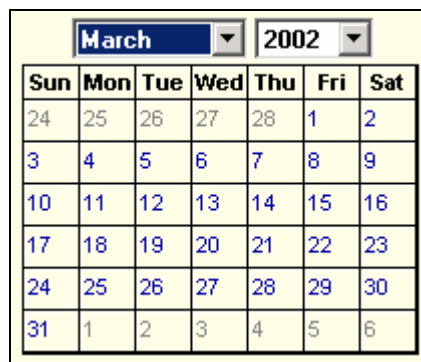 March 2002
Sun Mon Tue Wed Thu Fri Sat
24 25 26 27 28 1 2
3 4 5 6 7 8 9
10 11 12 13 14 15 16
17 18 19 20 21 22 23
24 25 26 27 28 29 30
31 1 2 3 4 5 6